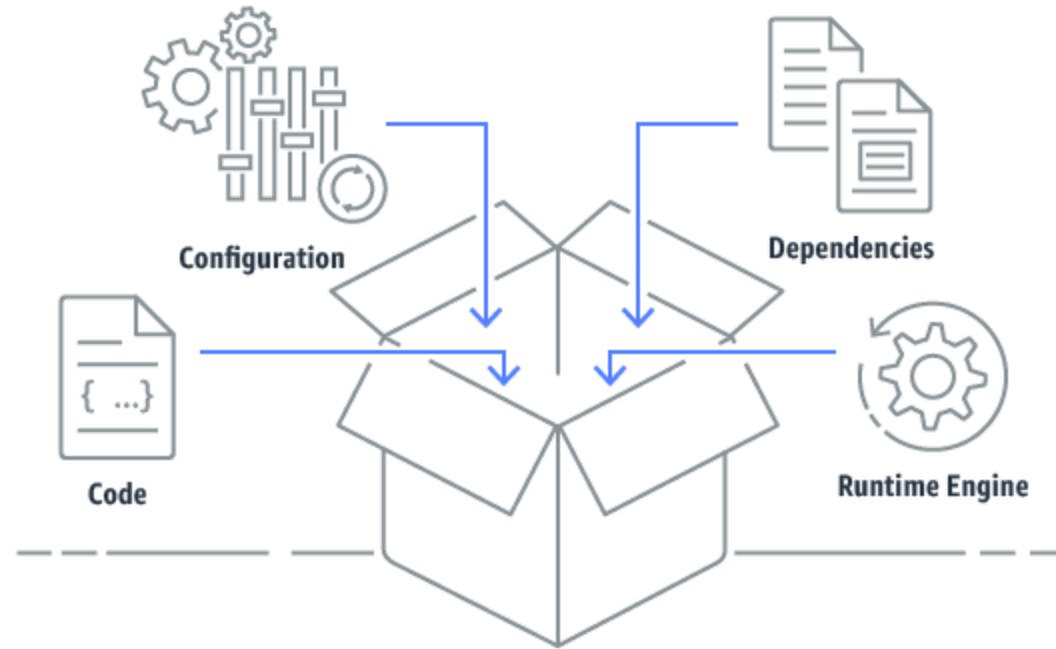 Configuration
Dependencies
{ ...}
Code
Runtime Engine